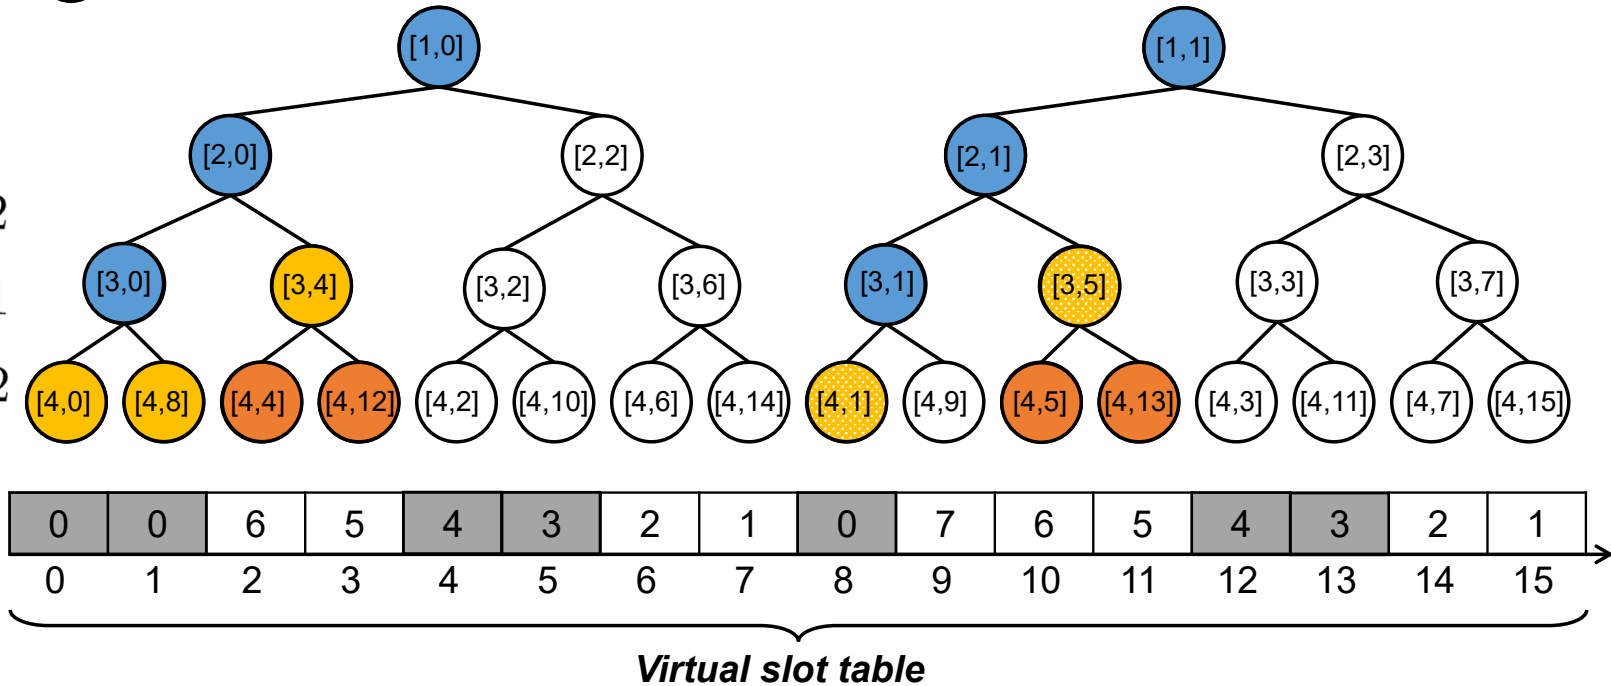 [1,0] [1,1]
[2,0] [2,2] [2,1] [2,3]
2
[3,0] [3,4] [3,2] [3,6] [3,1] [3,5] [3,3] [3,7]
[4,0] [4,8] [4,4] [4,12] [4,2] [4,10] [4,6] [4,14] [4,1] [4,9] [4,5] [4,13] [4,3] [4,11] [4,7] [4,15]
2
0 0 6 5 4 3 2 1 0 7 6 5 4 3 2 1
0 1 2 3 4 5 6 7 8 9 10 11 12 13 14 15
Virtual slot table